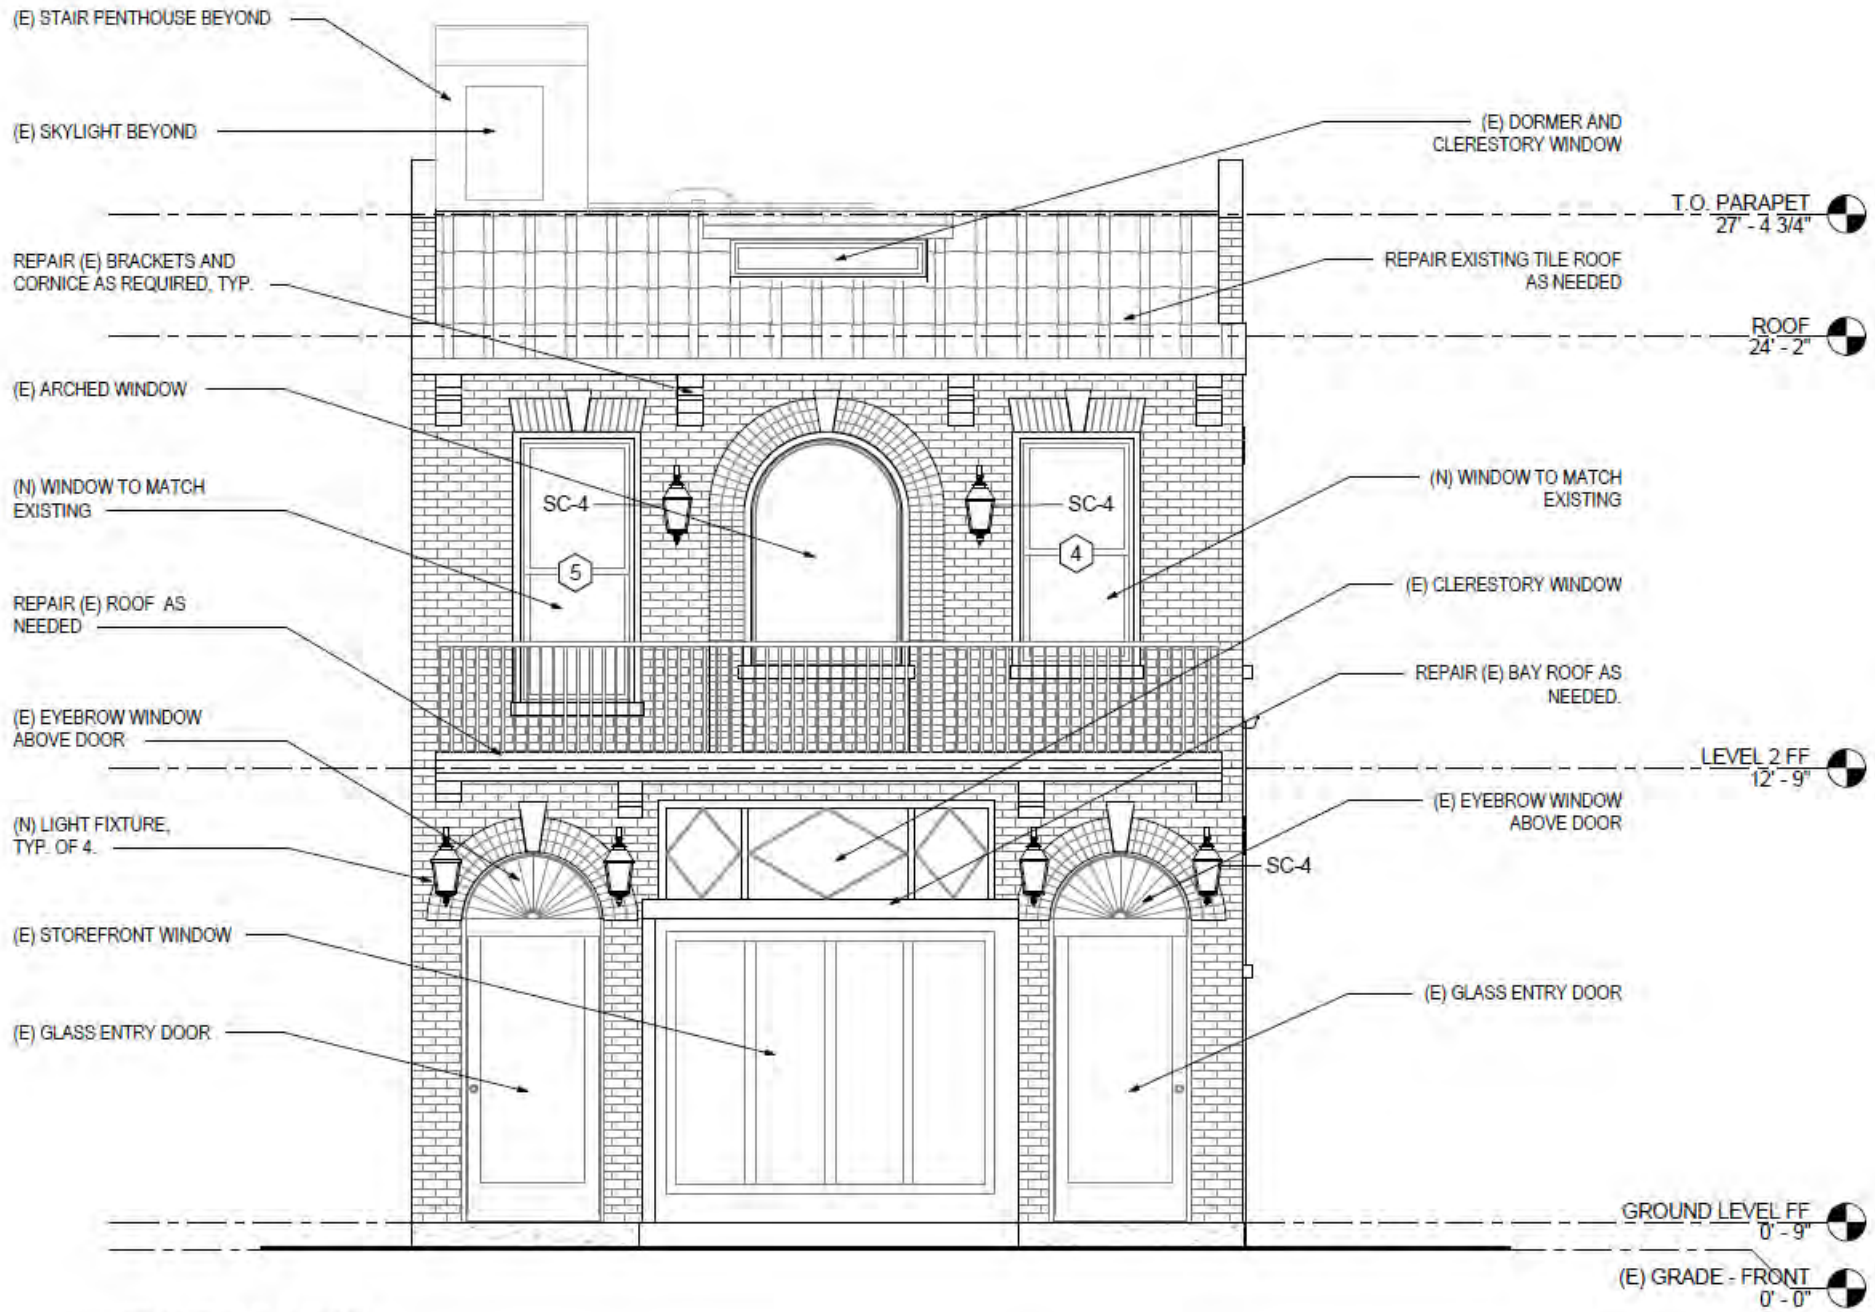 (E) STAIR PENTHOUSE BEYOND
(E) SKYLIGHT BEYOND
REPAIR (E) BRACKETS AND
CORNICE AS REQUIRED, TYP.
(E) ARCHED WINDOW
(N) WINDOW TO MATCH
EXISTING
REPAIR (E) ROOF AS
NEEDED
(E) EYEBROW WINDOW
ABOVE DOOR
(N) LIGHT FIXTURE,
TYP. OF 4.
(E) STOREFRONT WINDOW
(E) GLASS ENTRY DOOR
SC-4
5
SC-4
4
SC-4
(E) DORMER AND
CLERESTORY WINDOW
REPAIR EXISTING TILE ROOF
AS NEEDED
(N) WINDOW TO MATCH
EXISTING
(E) CLERESTORY WINDOW
REPAIR (E) BAY ROOF AS
NEEDED.
(E) EYEBROW WINDOW
ABOVE DOOR
(E) GLASS ENTRY DOOR
T.O. PARAPET
27' - 4 3/4"
ROOF
24' - 2"
LEVEL 2 FF
12' - 9"
GROUND LEVEL FF
0' - 9"
(E) GRADE - FRONT
0' - 0"